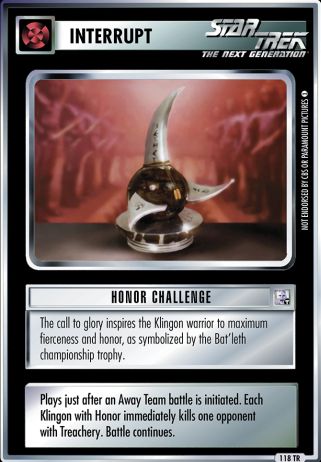 INTERRUPT
STAR TREK
THE NEXT GENERATION
NOT ENDORSED BY CBS OR PARAMOUNT PICTURES
HONOR CHALLENGE
The call to glory inspires the Klingon warrior to maximum
fierceness and honor, as symbolized by the Bat'leth
championship trophy.
Plays just after an Away Team battle is initiated. Each
Klingon with Honor immediately kills one opponent
with Treachery. Battle continues.
118 TR